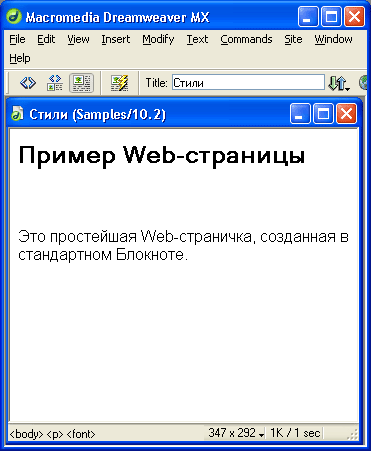 Macromedia Dreamweaver MX
File Edit View Insert Modify Text Commands Site Window
Help
Title: Стили
Стили (Samples/10.2)
Пример Web-страницы
Это простейшая Web-страничка, созданная в
стандартном Блокноте.
<body> <p> <font> 347 x 292 1K / 1 sec